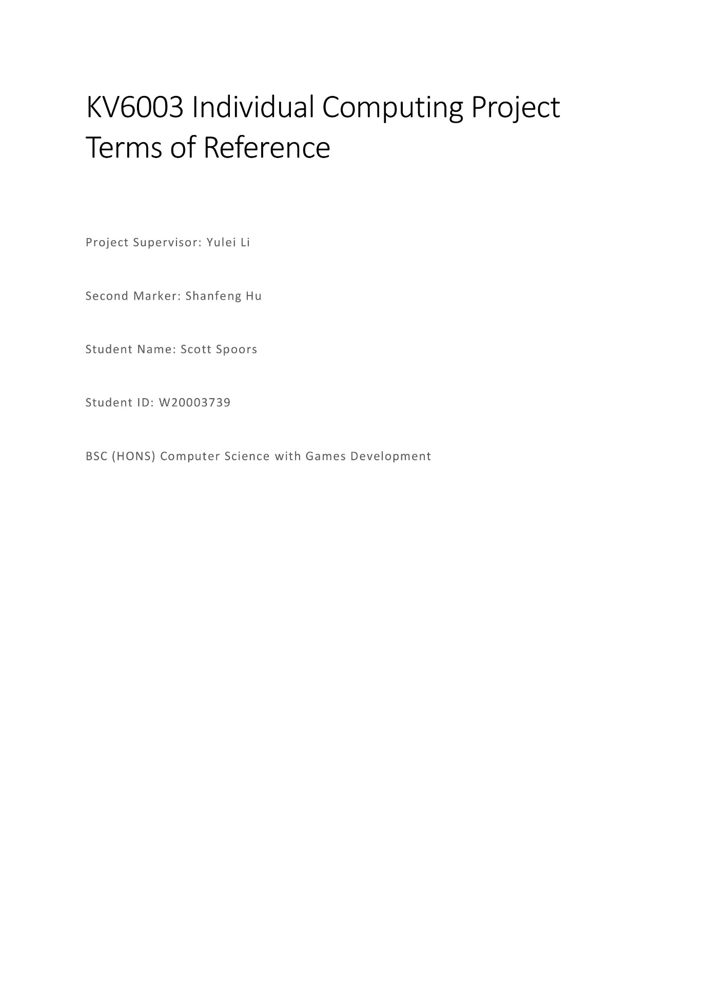 KV6003 Individual Computing Project
Terms of Reference
Project Supervisor: Yulei Li
Second Marker: Shanfeng Hu
Student Name: Scott Spoors
Student ID: W20003739
BSC (HONS) Computer Science with Games Development